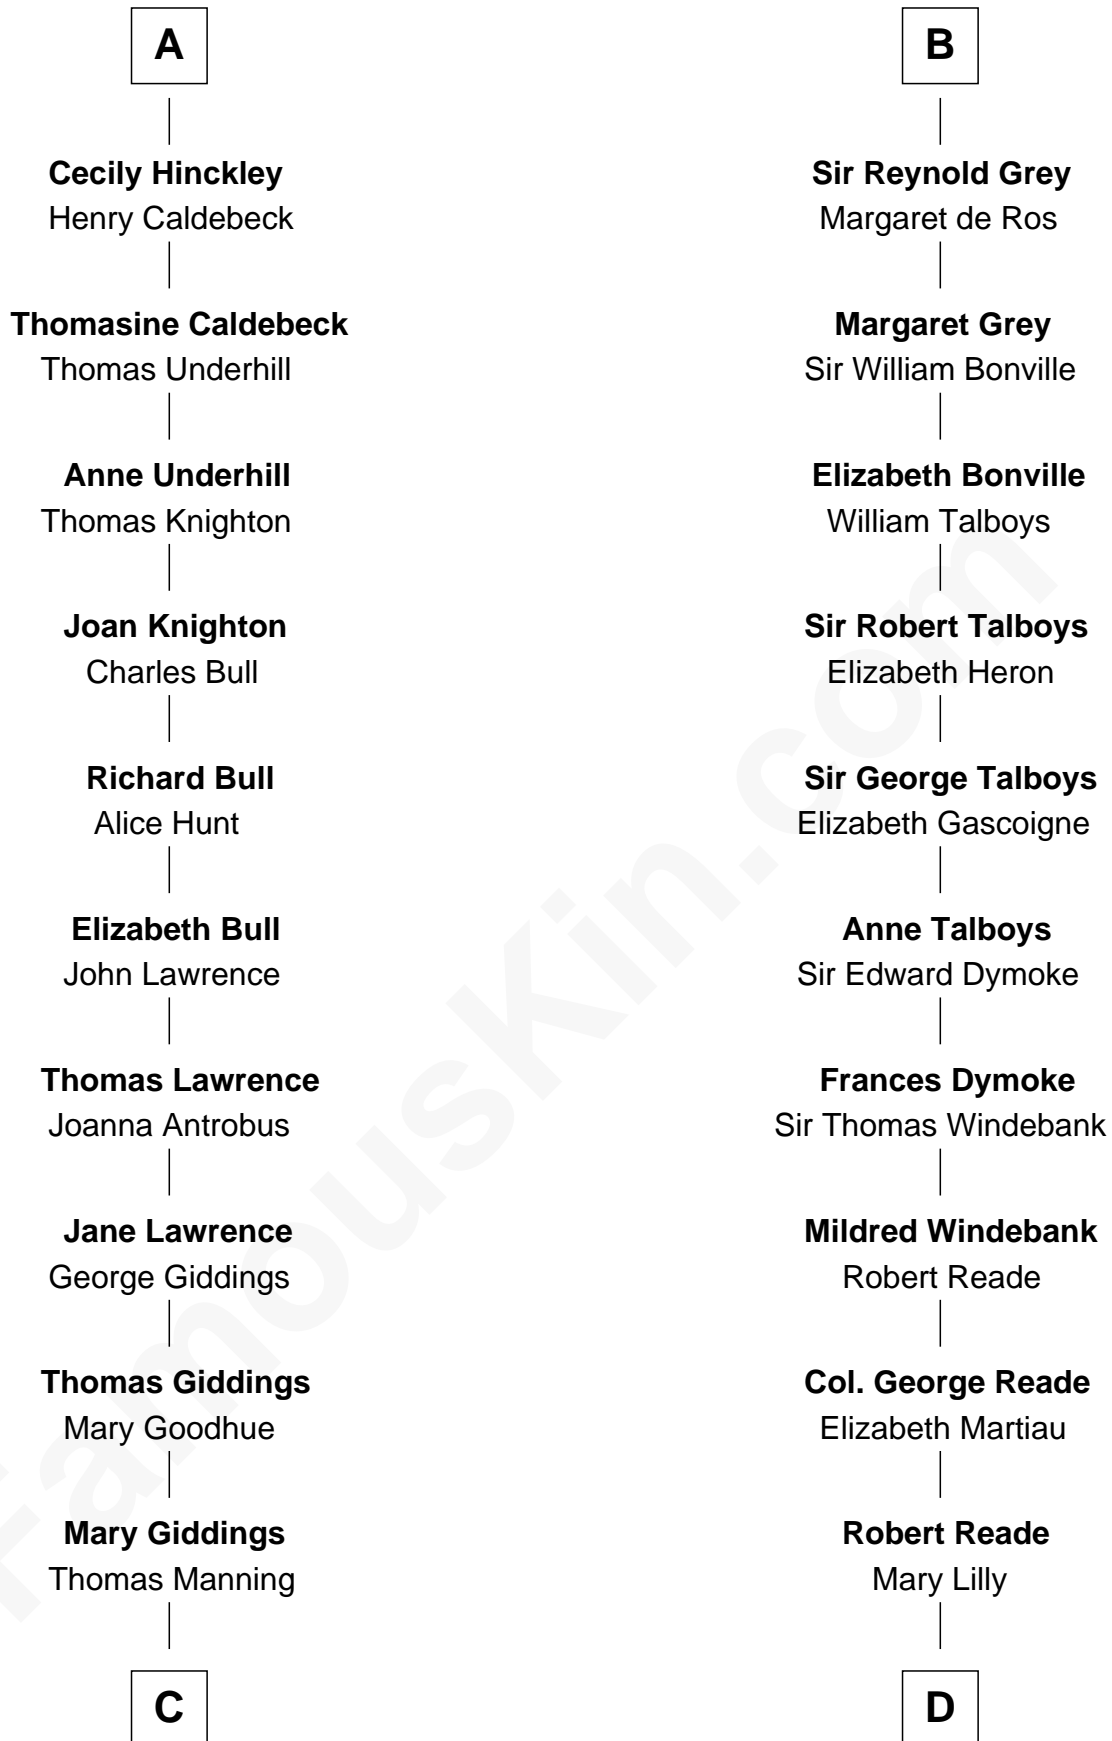 A
Cecily Hinckley
Henry Caldebeck
Thomasine Caldebeck
Thomas Underhill
Anne Underhill
Thomas Knighton
Joan Knighton
Charles Bull
Richard Bull
Alice Hunt
Elizabeth Bull
John Lawrence
Thomas Lawrence
Joanna Antrobus
Jane Lawrence
George Giddings
Thomas Giddings
Mary Goodhue
Mary Giddings
Thomas Manning
C
B
Sir Reynold Grey
Margaret de Ros
Margaret Grey
Sir William Bonville
Elizabeth Bonville
William Talboys
Sir Robert Talboys
Elizabeth Heron
Sir George Talboys
Elizabeth Gascoigne
Anne Talboys
Sir Edward Dymoke
Frances Dymoke
Sir Thomas Windebank
Mildred Windebank
Robert Reade
Col. George Reade
Elizabeth Martiau
Robert Reade
Mary Lilly
D
FamousKin.com